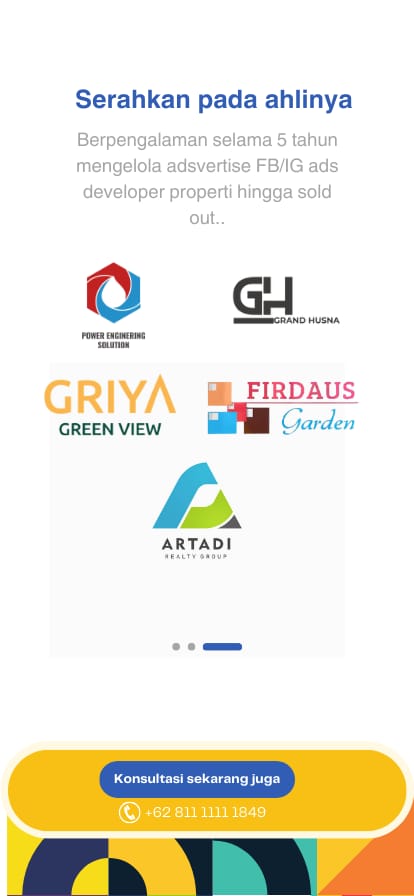 Serahkan pada ahlinya
Berpengalaman selama 5 tahun
mengelola adsvertise FB/IG ads
developer properti hingga sold
out..
POWER ENGINERING
SOLUTION
GH
GRAND HUSNA
GRIYA
GREEN VIEW
FIRDAUS
Garden
ARTADI
REALTY GROUP
Konsultasi sekarang juga
+62 811 1111 1849